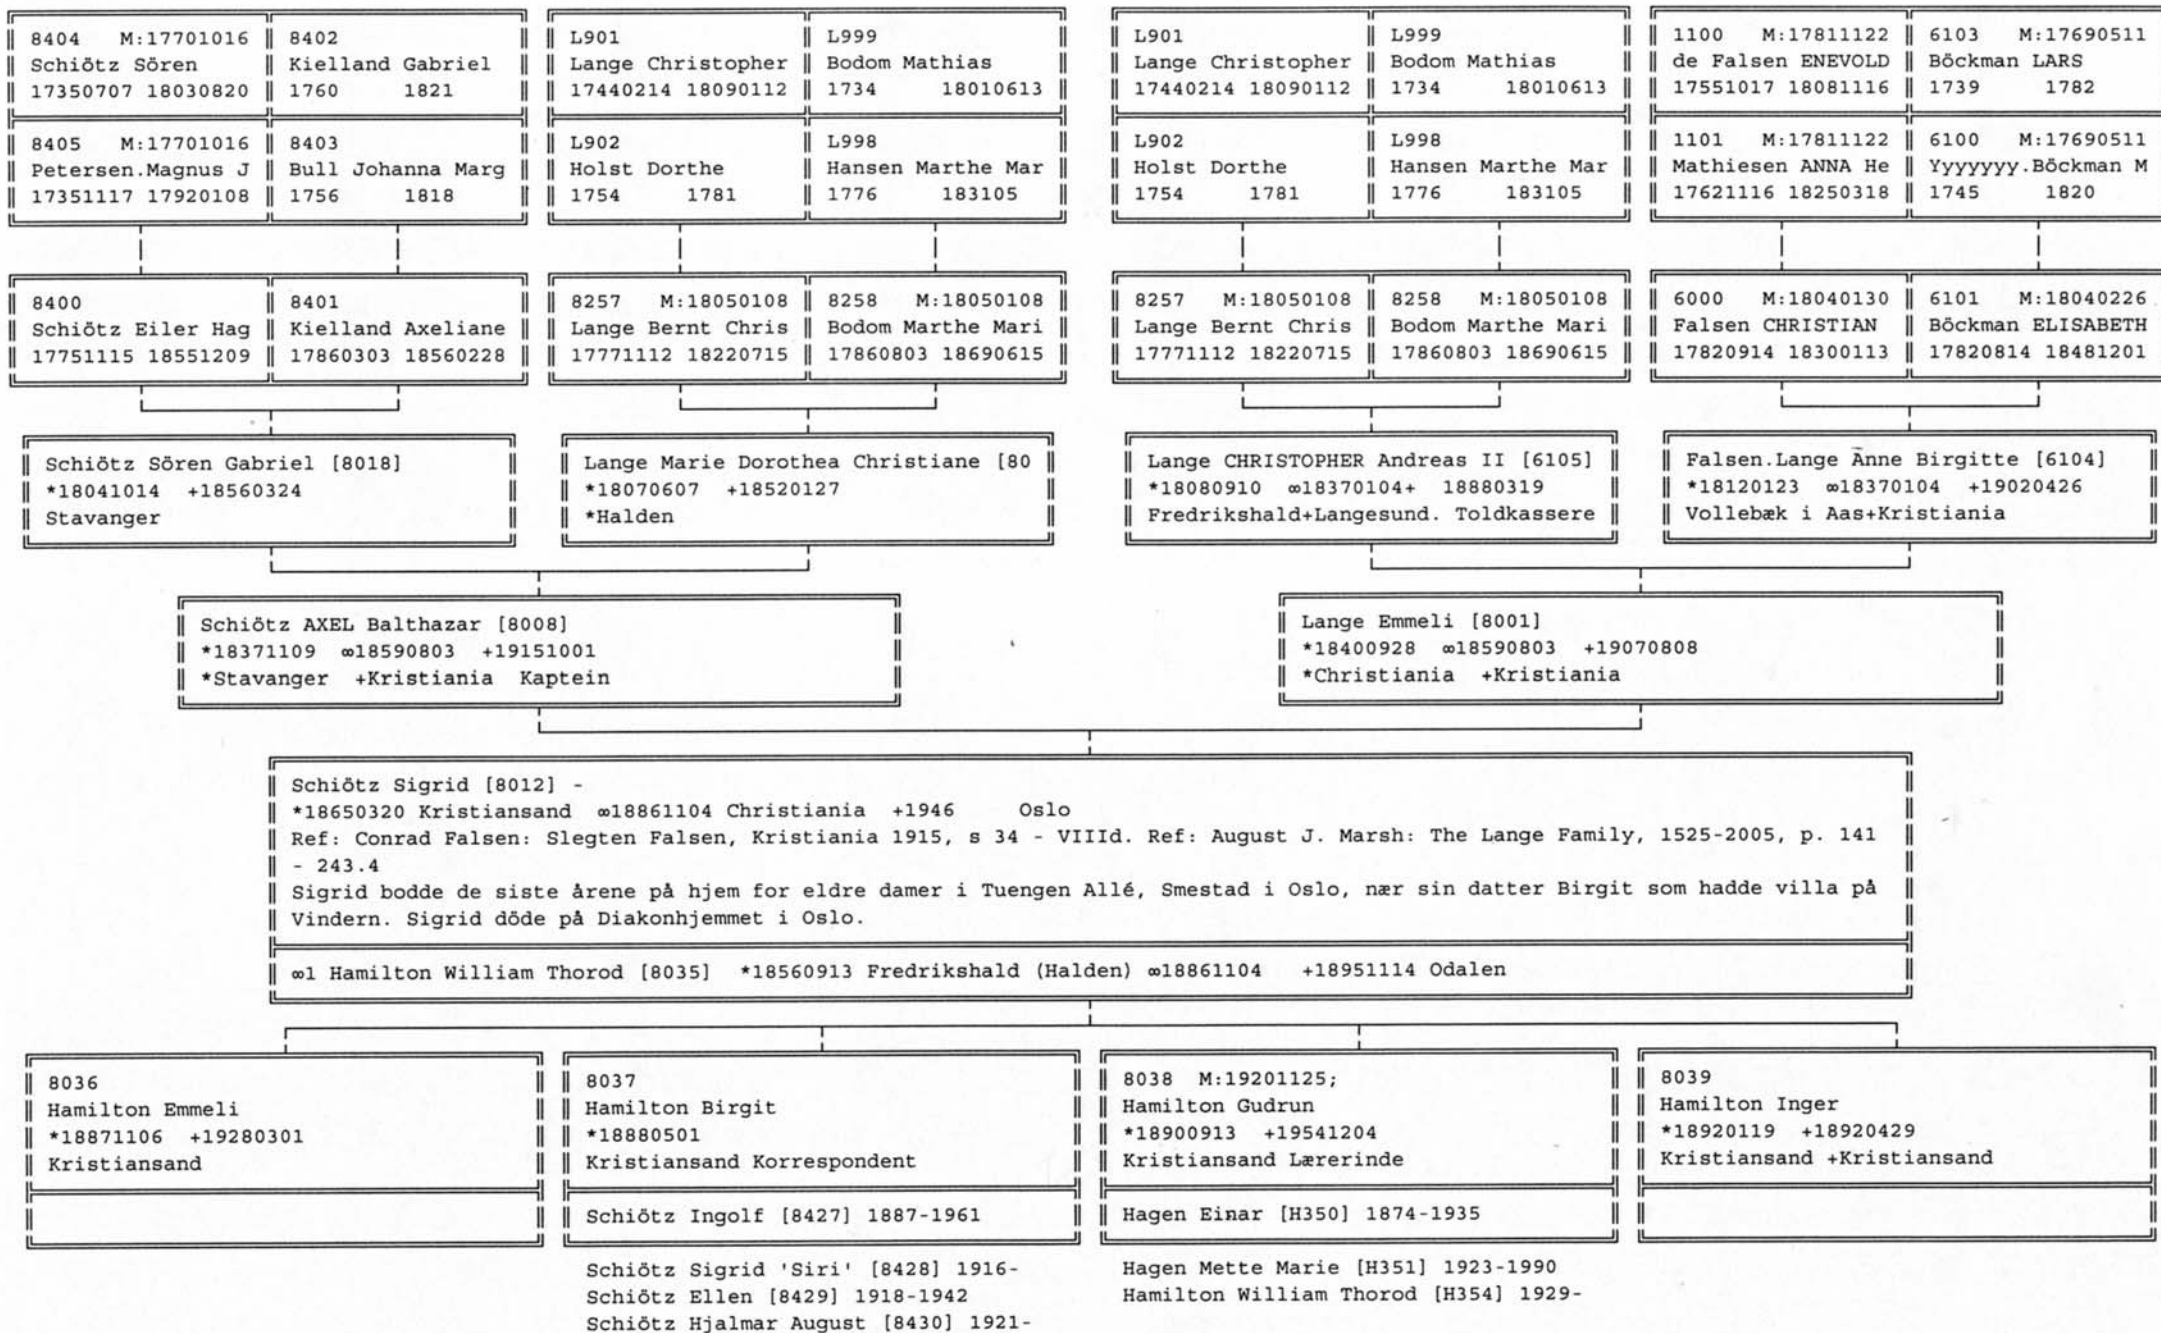 8404 M:17701016
Schiötz Sören
17350707 18030820
8402
Kielland Gabriel
1760 1821
L901
Lange Christopher
17440214 18090112
L999
Bodom Mathias
1734 18010613
L901
Lange Christopher
17440214 18090112
L999
Bodom Mathias
1734 18010613
1100 M:17811122
de Falsen ENEVOLD
17551017 18081116
6103 M:17690511
Böckman LARS
1739 1782
8405 M:17701016
Petersen.Magnus J
17351117 17920108
8403
Bull Johanna Marg
1756 1818
L902
Holst Dorthe
1754 1781
L998
Hansen Marthe Mar
1776 183105
L902
Holst Dorthe
1754 1781
L998
Hansen Marthe Mar
1776 183105
1101 M:17811122
Mathiesen ANNA He
17621116 18250318
6100 M:17690511
Yyyyyyy.Böckman M
1745 1820
8400
Schiötz Eiler Hag
17751115 18551209
8401
Kielland Axeliane
17860303 18560228
8257 M:18050108
Lange Bernt Chris
17771112 18220715
8258 M:18050108
Bodom Marthe Mari
17860803 18690615
8257 M:18050108
Lange Bernt Chris
17771112 18220715
8258 M:18050108
Bodom Marthe Mari
17860803 18690615
6000 M:18040130
Falsen CHRISTIAN
17820914 18300113
6101 M:18040226
Böckman ELISABETH
17820814 18481201
Schiötz Sören Gabriel [8018]
*18041014 +18560324
Stavanger
Lange Marie Dorothea Christiane [80
*18070607 +18520127
*Halden
Lange CHRISTOPHER Andreas II [6105]
*18080910 ∞18370104+ 18880319
Fredrikshald+Langesund. Toldkassere
Falsen.Lange Anne Birgitte [6104]
*18120123 ∞18370104 +19020426
Vollebæk i Aas+Kristiania
Schiötz AXEL Balthazar [8008]
*18371109 ∞18590803 +19151001
*Stavanger +Kristiania Kaptein
Lange Emmeli [8001]
*18400928 ∞18590803 +19070808
*Christiania +Kristiania
Schiötz Sigrid [8012] -
*18650320 Kristiansand ∞18861104 Christiania +1946 Oslo
Ref: Conrad Falsen: Slegten Falsen, Kristiania 1915, s 34 - VIIId. Ref: August J. Marsh: The Lange Family, 1525-2005, p. 141
- 243.4
Sigrid bodde de siste årene på hjem for eldre damer i Tuengen Allé, Smestad i Oslo, nær sin datter Birgit som hadde villa på
Vindern. Sigrid döde på Diakonhjemmet i Oslo.
∞1 Hamilton William Thorod [8035] *18560913 Fredrikshald (Halden) ∞18861104 +18951114 Odalen
8036
Hamilton Emmeli
*18871106 +19280301
Kristiansand
8037
Hamilton Birgit
*18880501
Kristiansand Korrespondent
Schiötz Ingolf [8427] 1887-1961
Schiötz Sigrid 'Siri' [8428] 1916-
Schiötz Ellen [8429] 1918-1942
Schiötz Hjalmar August [8430] 1921-
8038 M:19201125;
Hamilton Gudrun
*18900913 +19541204
Kristiansand Lærerinde
Hagen Einar [H350] 1874-1935
Hagen Mette Marie [H351] 1923-1990
Hamilton William Thorod [H354] 1929-
8039
Hamilton Inger
*18920119 +18920429
Kristiansand +Kristiansand